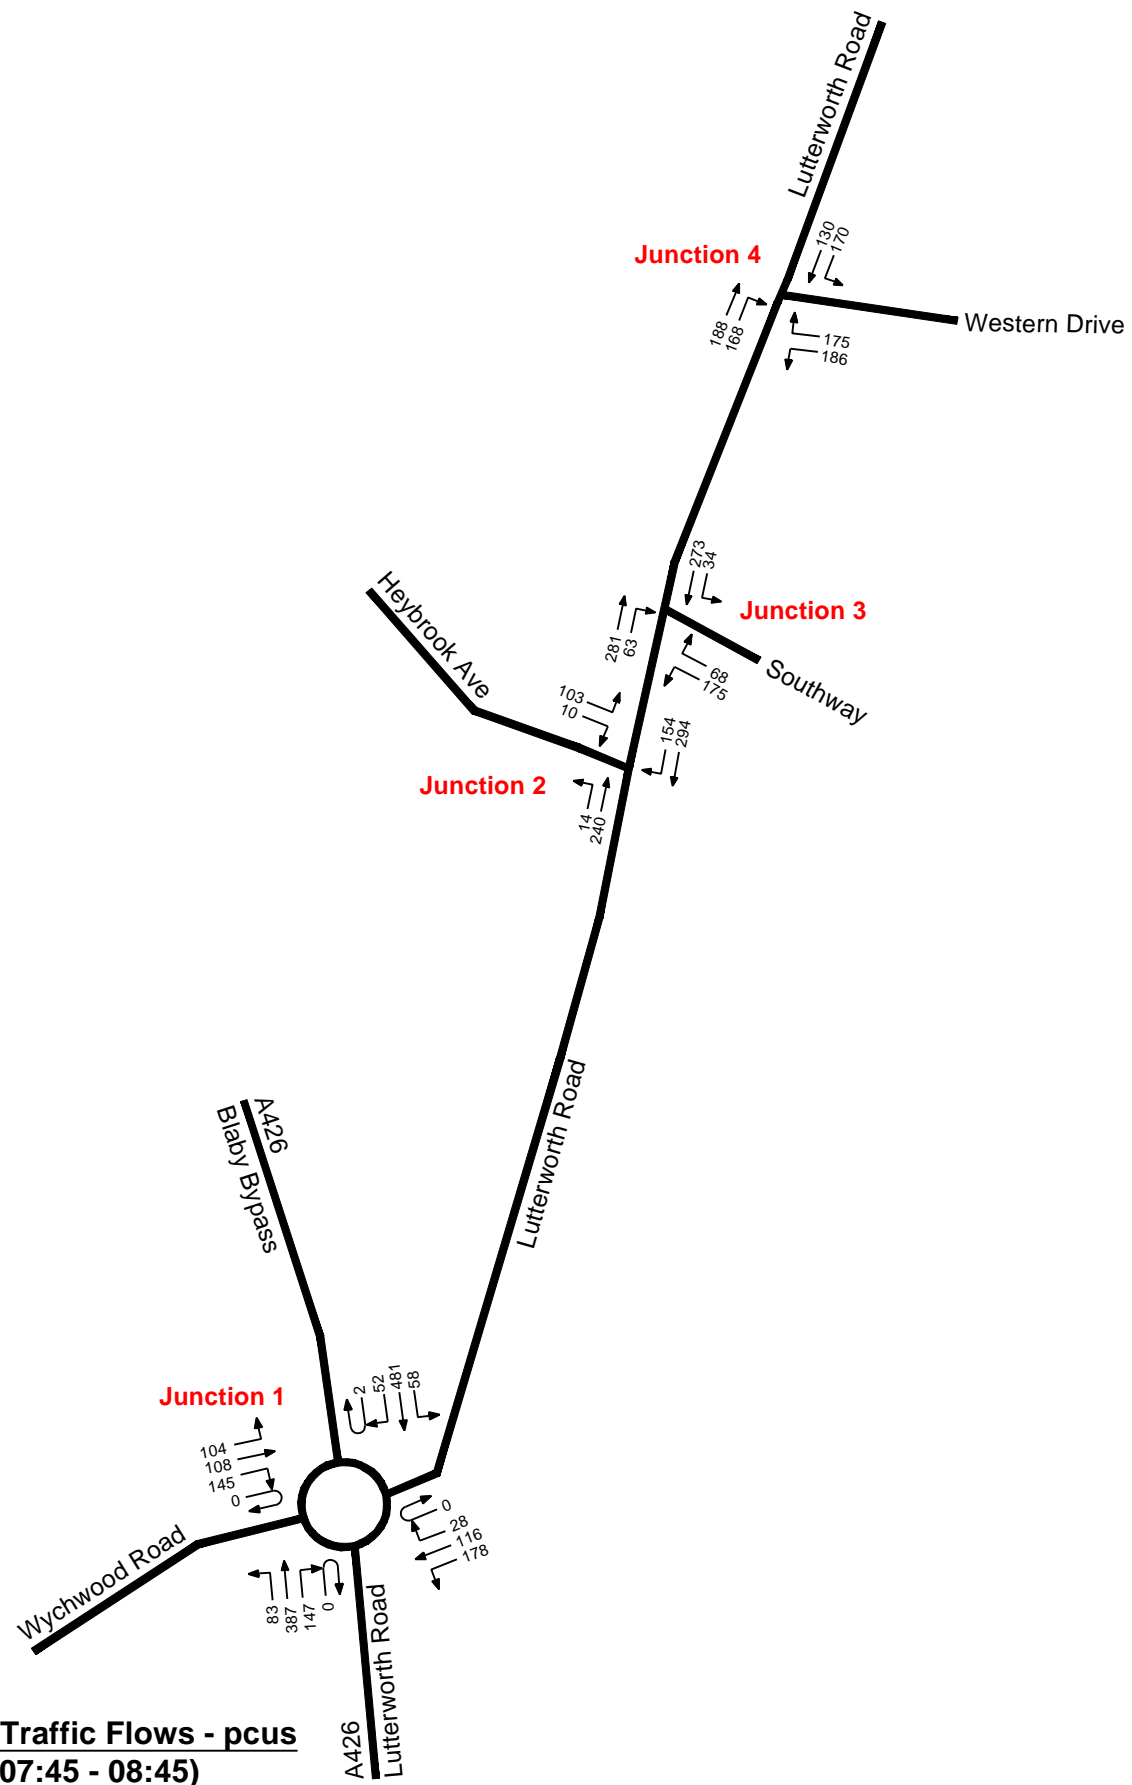 Lutterworth Road
130
170
Junction 4
188
168
Western Drive
175
186
273
34
Junction 3
281
63
68
175
Southway
Heybrook Ave
103
10
154
294
Junction 2
14
240
Lutterworth Road
A426
Blaby Bypass
Junction 1
2
52
481
58
104
108
145
0
0
28
116
178
Wychwood Road
83
387
147
0
A426
Lutterworth Road
Traffic Flows - pcus
07:45 - 08:45)